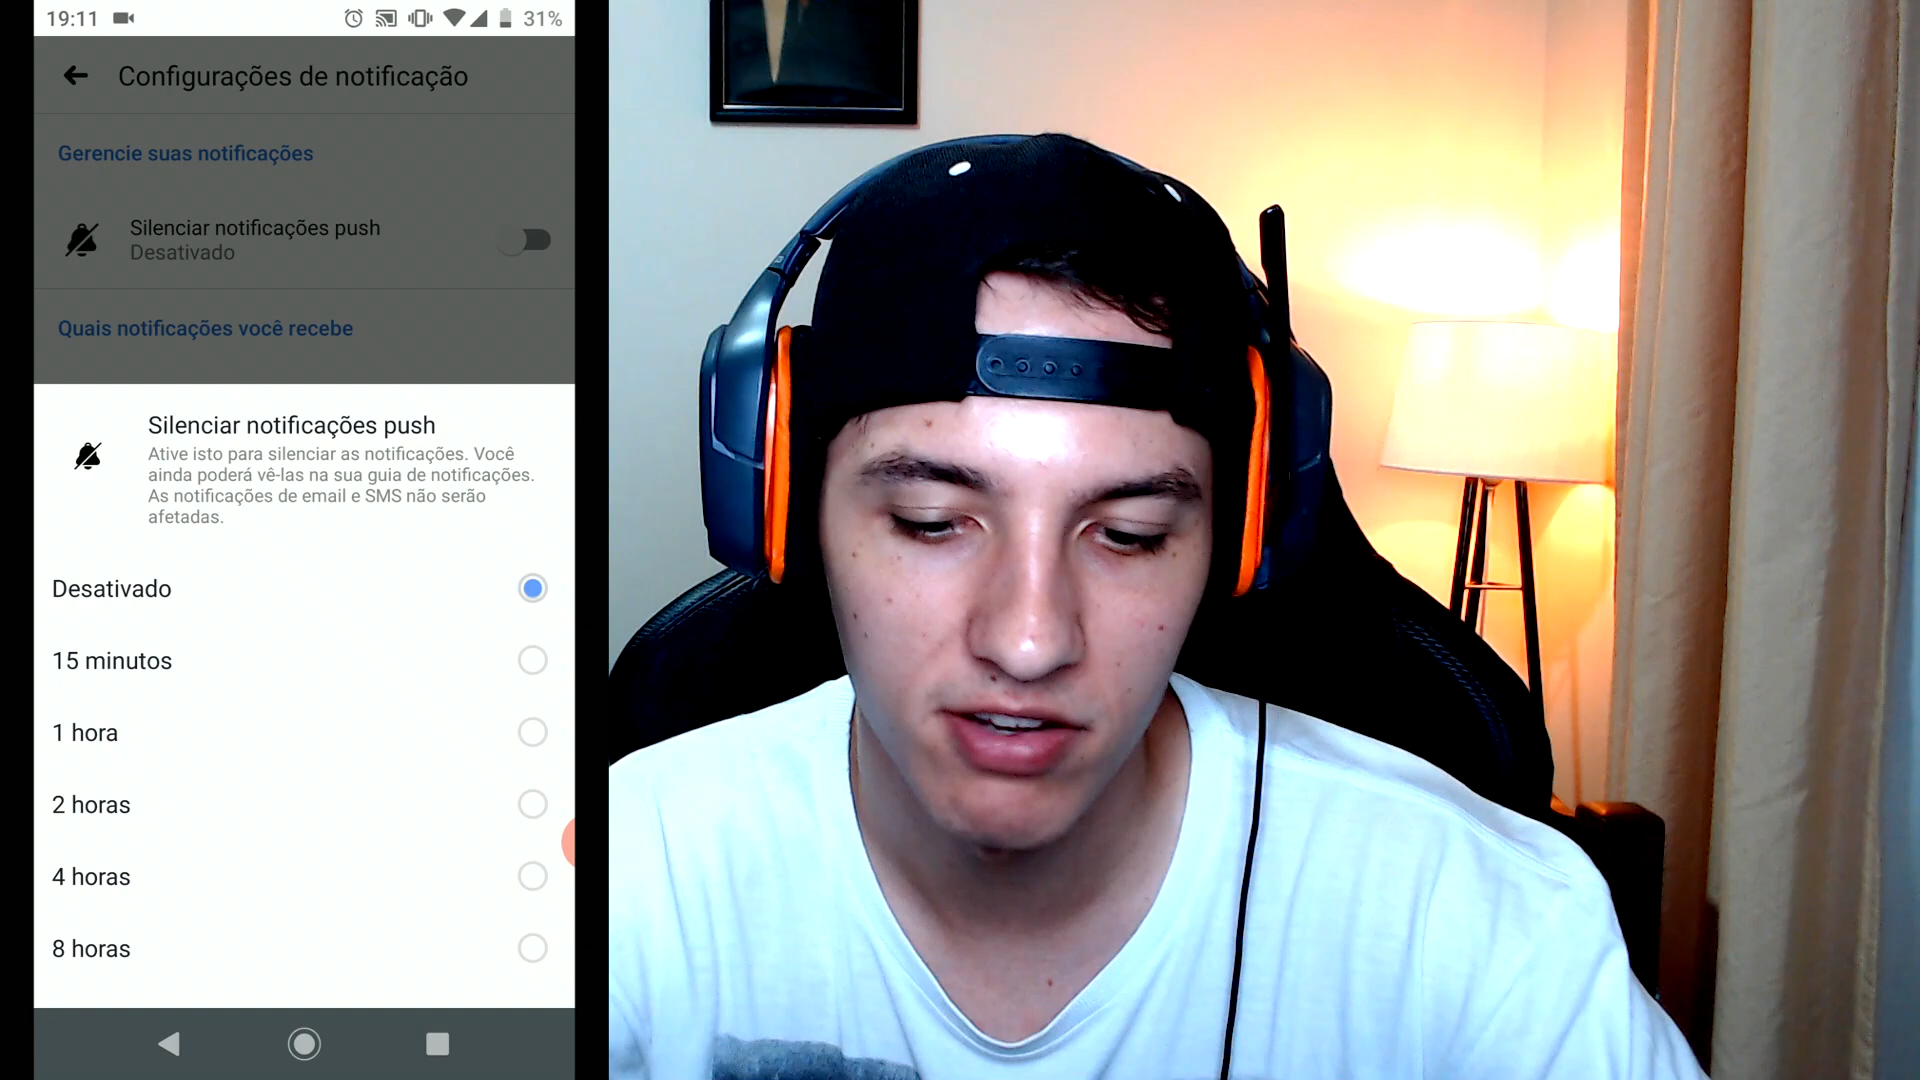 19:11
31%
Configurações de notificação
Gerencie suas notificações
Silenciar notificações push
Desativado
Quais notificações você recebe
Silenciar notificações push
Ative isto para silenciar as notificações. Você
ainda poderá vê-las na sua guia de notificações.
As notificações de email e SMS não serão
afetadas.
Desativado
15 minutos
1 hora
2 horas
4 horas
8 horas